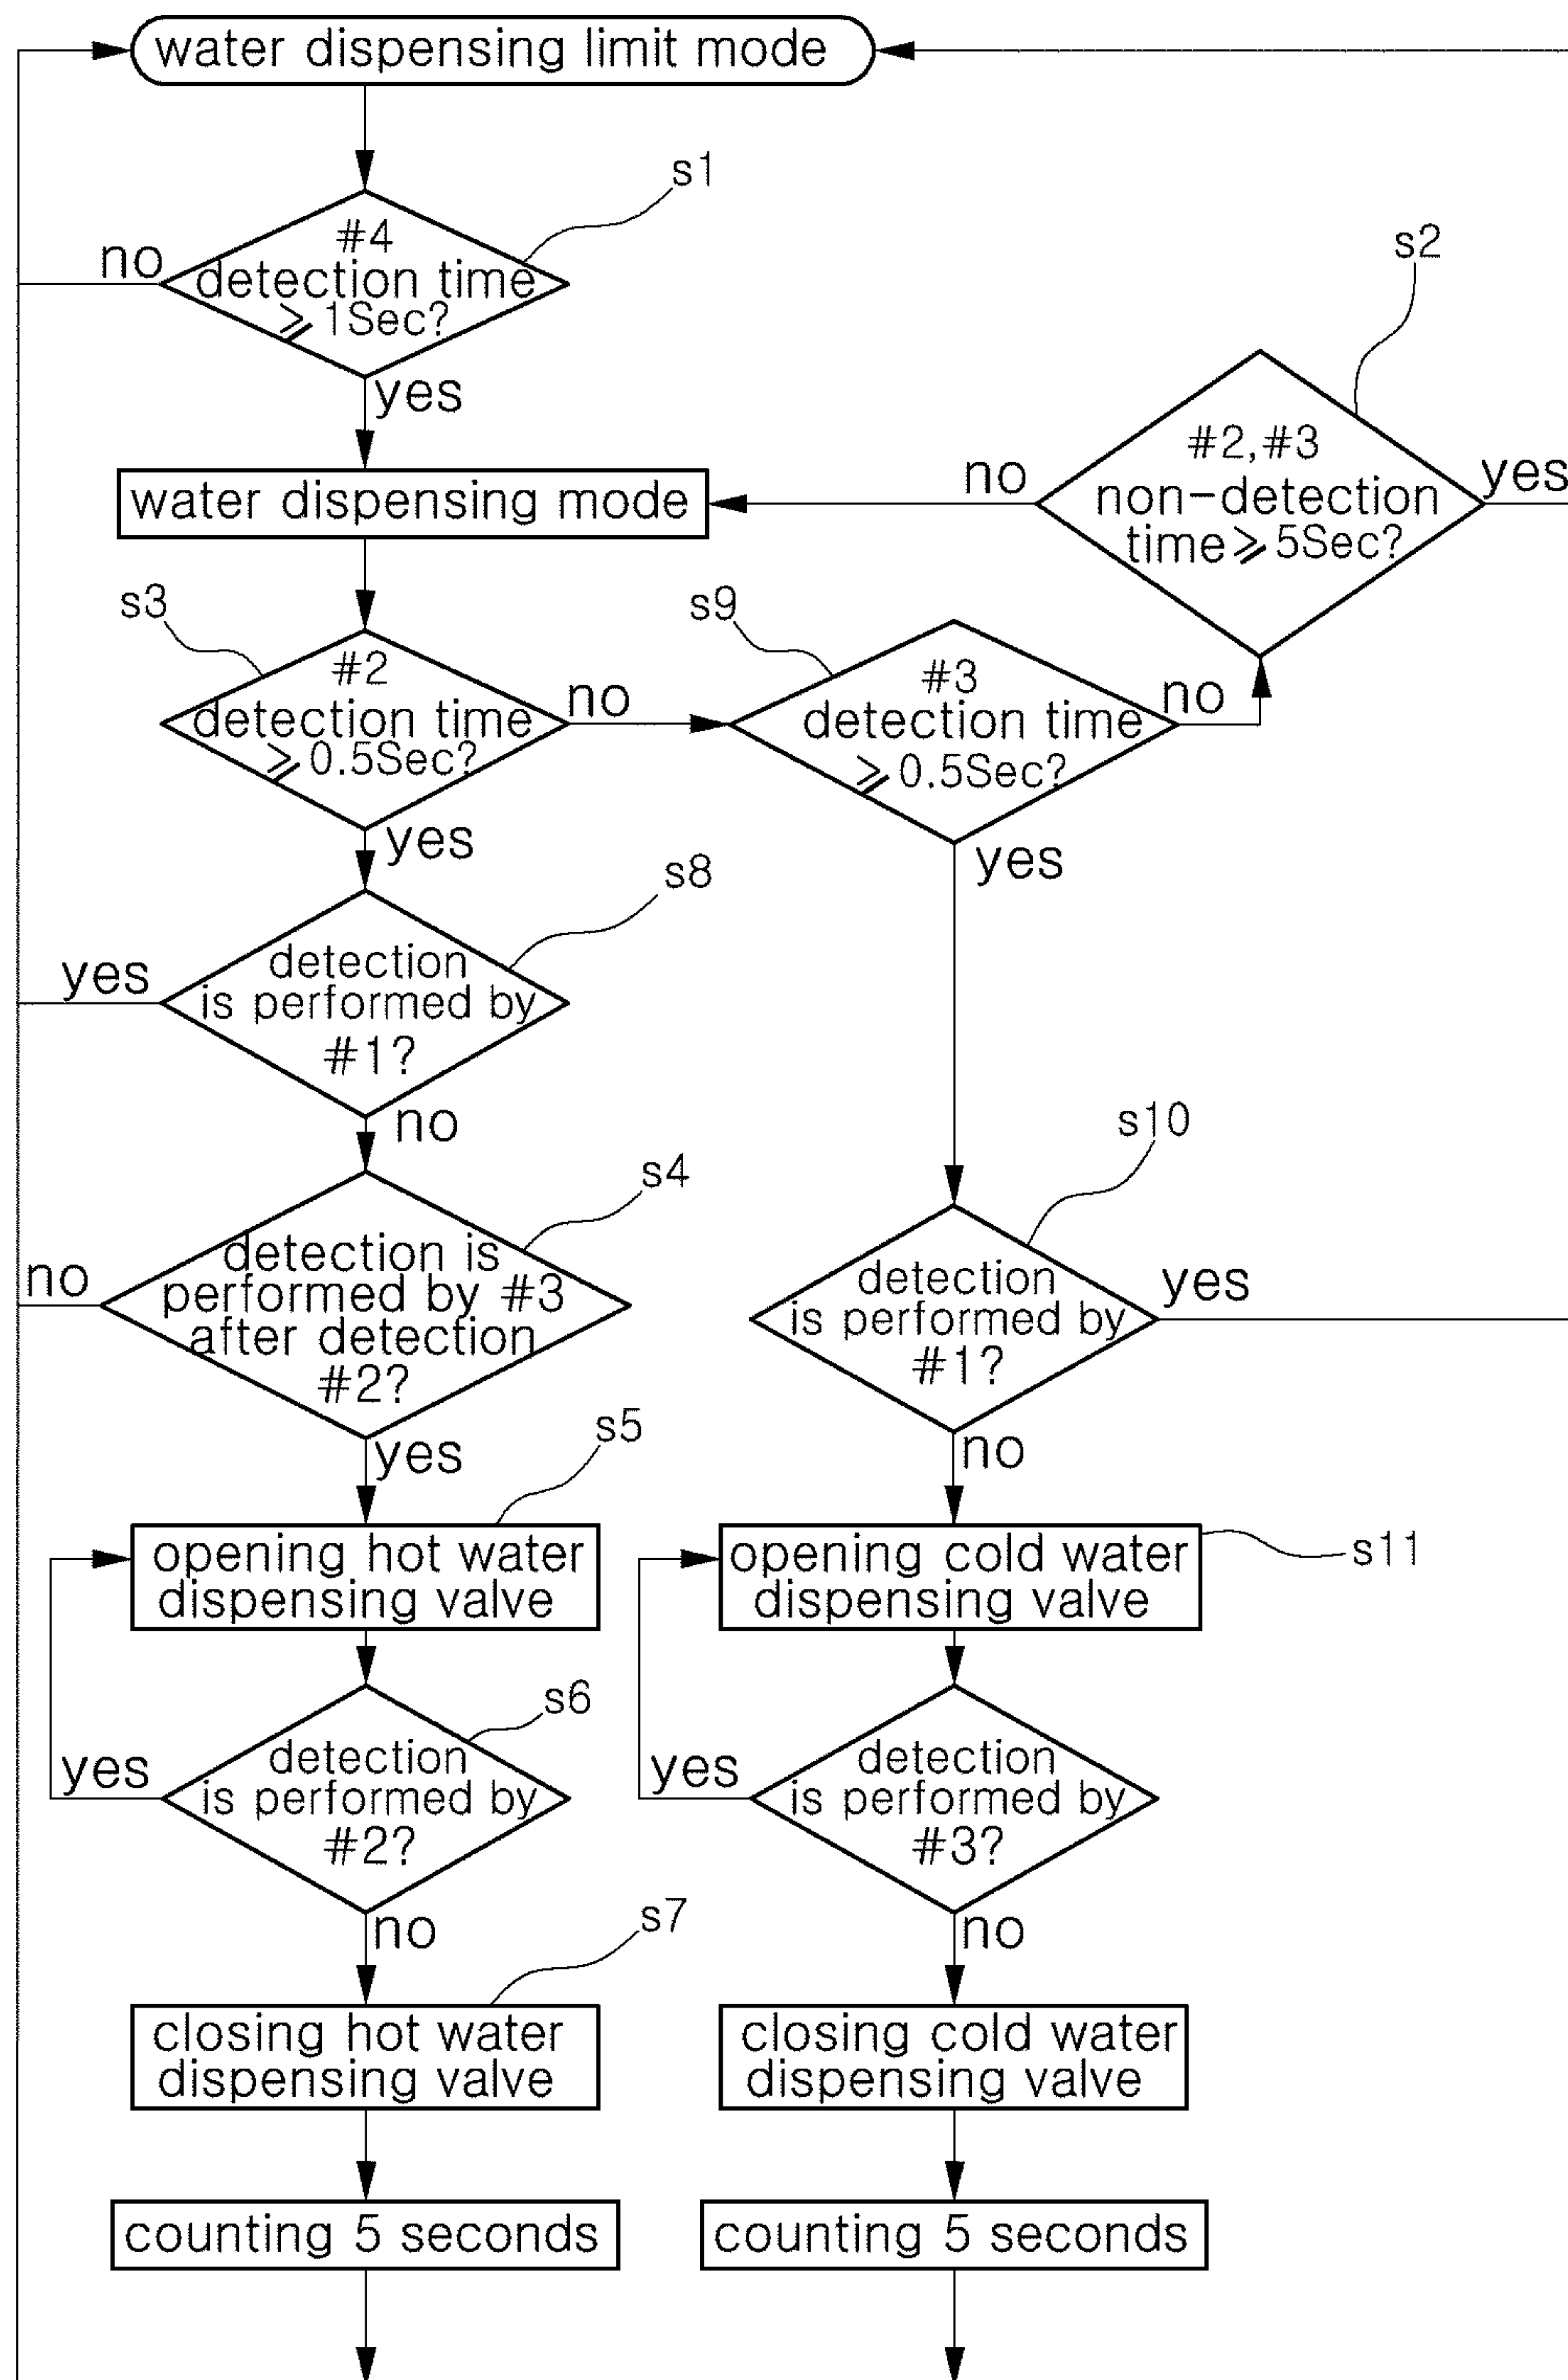 water dispensing limit mode
s1
#4
detection time
⩾ 1Sec?
no
yes
s2
#2,#3
non-detection
time⩾ 5Sec?
no
yes
water dispensing mode
s3
#2
detection time
⩾ 0.5Sec?
no
yes
s9
#3
detection time
⩾ 0.5Sec?
no
yes
s8
detection
is performed by
#1?
yes
no
s4
detection is
performed by #3
after detection
#2?
no
yes
s10
detection
is performed by
#1?
yes
no
s5
opening hot water
dispensing valve
s11
opening cold water
dispensing valve
s6
detection
is performed by
#2?
yes
no
detection
is performed by
#3?
yes
no
s7
closing hot water
dispensing valve
closing cold water
dispensing valve
counting 5 seconds
counting 5 seconds